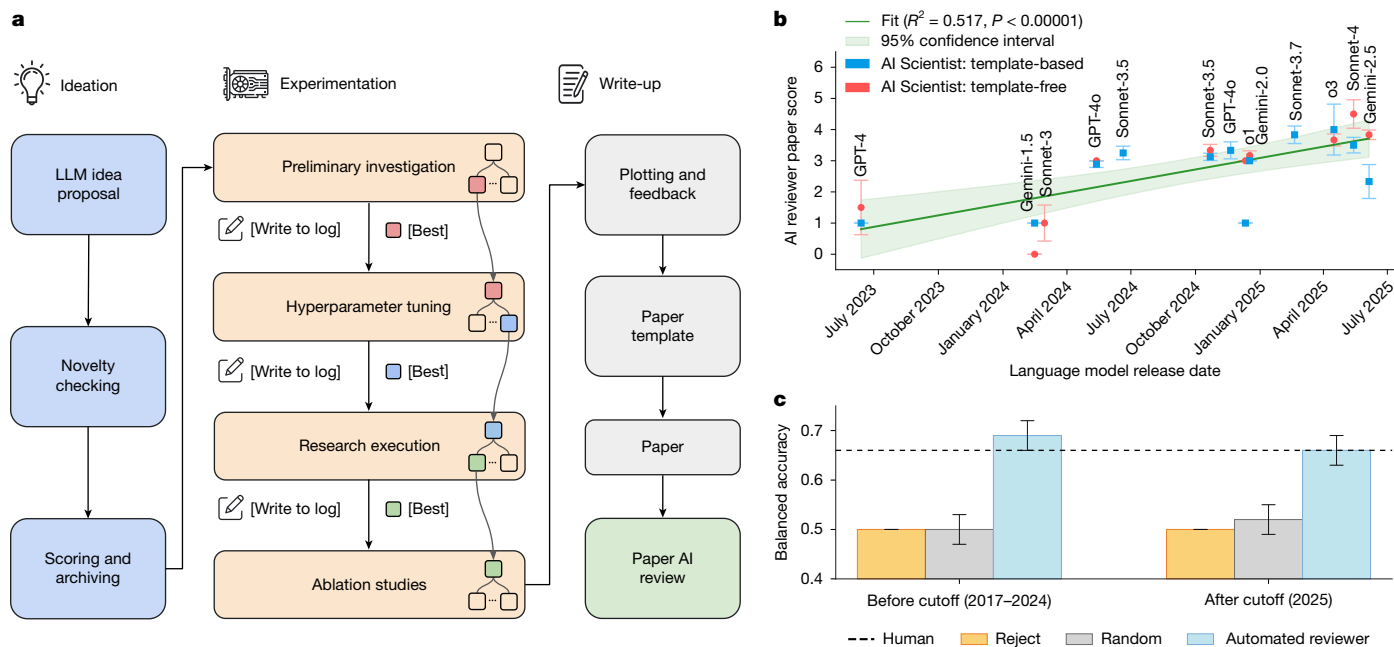 a
Ideation
Experimentation
Write-up
LLM idea
proposal
Novelty
checking
Scoring and
archiving
Preliminary investigation
...
[Write to log]
[Best]
Hyperparameter tuning
...
[Write to log]
[Best]
Research execution
...
[Write to log]
[Best]
Ablation studies
...
Plotting and
feedback
Paper
template
Paper
Paper AI
review
b
Fit (R² = 0.517, P < 0.00001)
95% confidence interval
AI Scientist: template-based
AI Scientist: template-free
AI reviewer paper score
6
5
4
3
2
1
0
GPT-4
Gemini-1.5
Sonnet-3
GPT-4o
Sonnet-3.5
Sonnet-3.5
GPT-4o
o1
Gemini-2.0
Sonnet-3.7
o3
Sonnet-4
Gemini-2.5
July 2023
October 2023
January 2024
April 2024
July 2024
October 2024
January 2025
April 2025
July 2025
Language model release date
c
Balanced accuracy
0.7
0.6
0.5
0.4
Before cutoff (2017–2024)
After cutoff (2025)
Human
Reject
Random
Automated reviewer